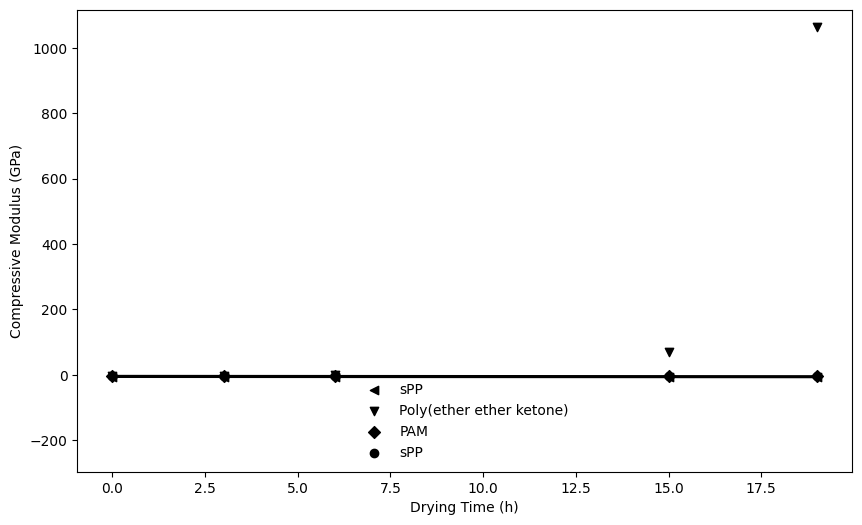 1000
800
600
400
200
0
−200
Compressive Modulus (GPa)
sPP
Poly(ether ether ketone)
PAM
sPP
0.0 2.5 5.0 7.5 10.0 12.5 15.0 17.5
Drying Time (h)